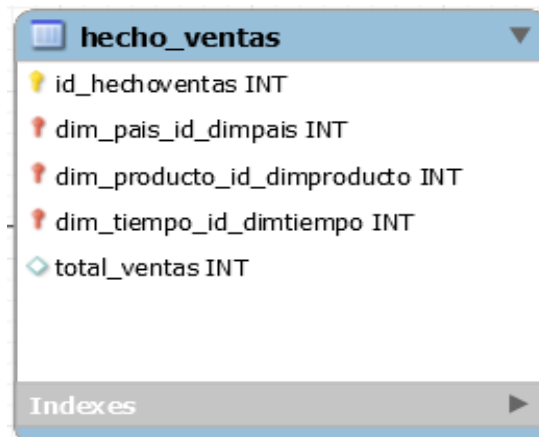 hecho_ventas
id_hechoventas INT
dim_pais_id_dimpais INT
dim_producto_id_dimproducto INT
dim_tiempo_id_dimtiempo INT
total_ventas INT
Indexes